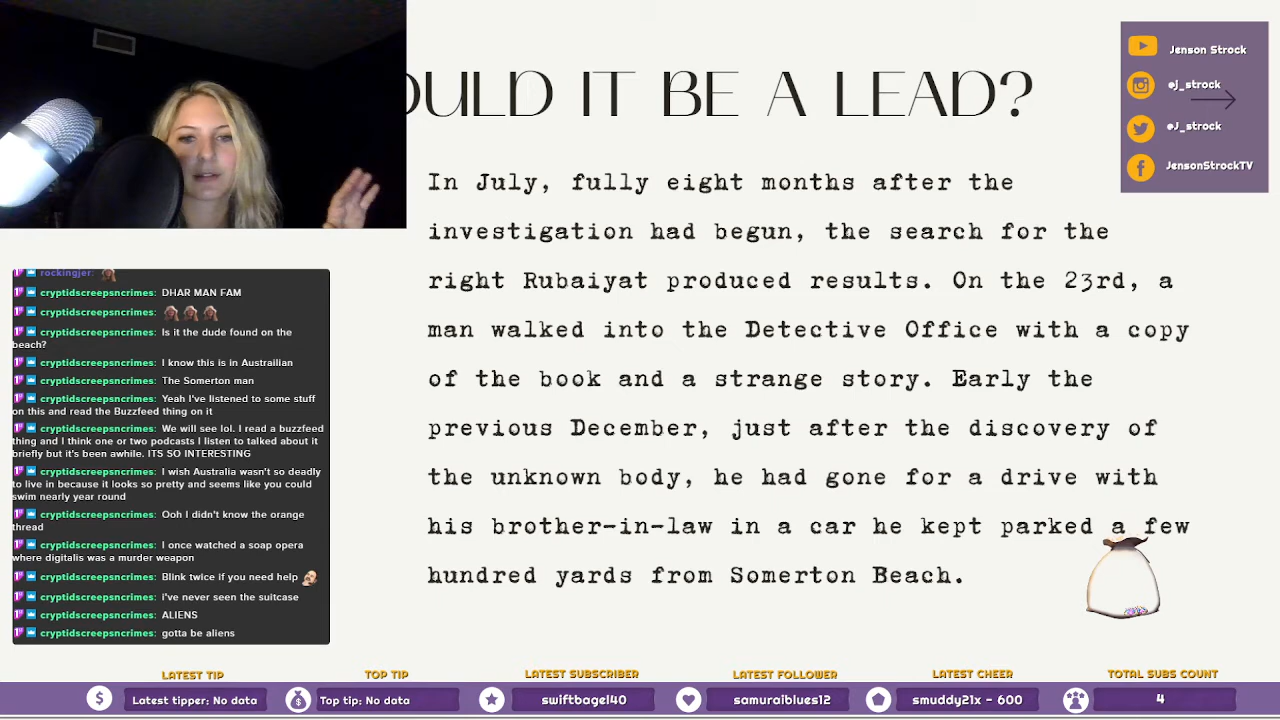 OULD IT BE A LEAD?
In July, fully eight months after the
investigation had begun, the search for the
right Rubaiyat produced results. On the 23rd, a
man walked into the Detective Office with a copy
of the book and a strange story. Early the
previous December, just after the discovery of
the unknown body, he had gone for a drive with
his brother-in-law in a car he kept parked a few
hundred yards from Somerton Beach.
Jenson Strock
@J_strock
@J_strock
JensonStrockTV
rockingjer:
cryptidscreepsncrimes: DHAR MAN FAM
cryptidscreepsncrimes:
cryptidscreepsncrimes: Is it the dude found on the
beach?
cryptidscreepsncrimes: I know this is in Austrailian
cryptidscreepsncrimes: The Somerton man
cryptidscreepsncrimes: Yeah I've listened to some stuff
on this and read the Buzzfeed thing on it
cryptidscreepsncrimes: We will see lol. I read a buzzfeed
thing and I think one or two podcasts I listen to talked about it
briefly but it's been awhile. ITS SO INTERESTING
cryptidscreepsncrimes: I wish Australia wasn't so deadly
to live in because it looks so pretty and seems like you could
swim nearly year round
cryptidscreepsncrimes: Ooh I didn't know the orange
thread
cryptidscreepsncrimes: I once watched a soap opera
where digitalis was a murder weapon
cryptidscreepsncrimes: Blink twice if you need help
cryptidscreepsncrimes: i've never seen the suitcase
cryptidscreepsncrimes: ALIENS
cryptidscreepsncrimes: gotta be aliens
LATEST TIP
Latest tipper: No data
TOP TIP
Top tip: No data
LATEST SUBSCRIBER
swiftbagel40
LATEST FOLLOWER
samuraiblues12
LATEST CHEER
smuddy21x - 600
TOTAL SUBS COUNT
4